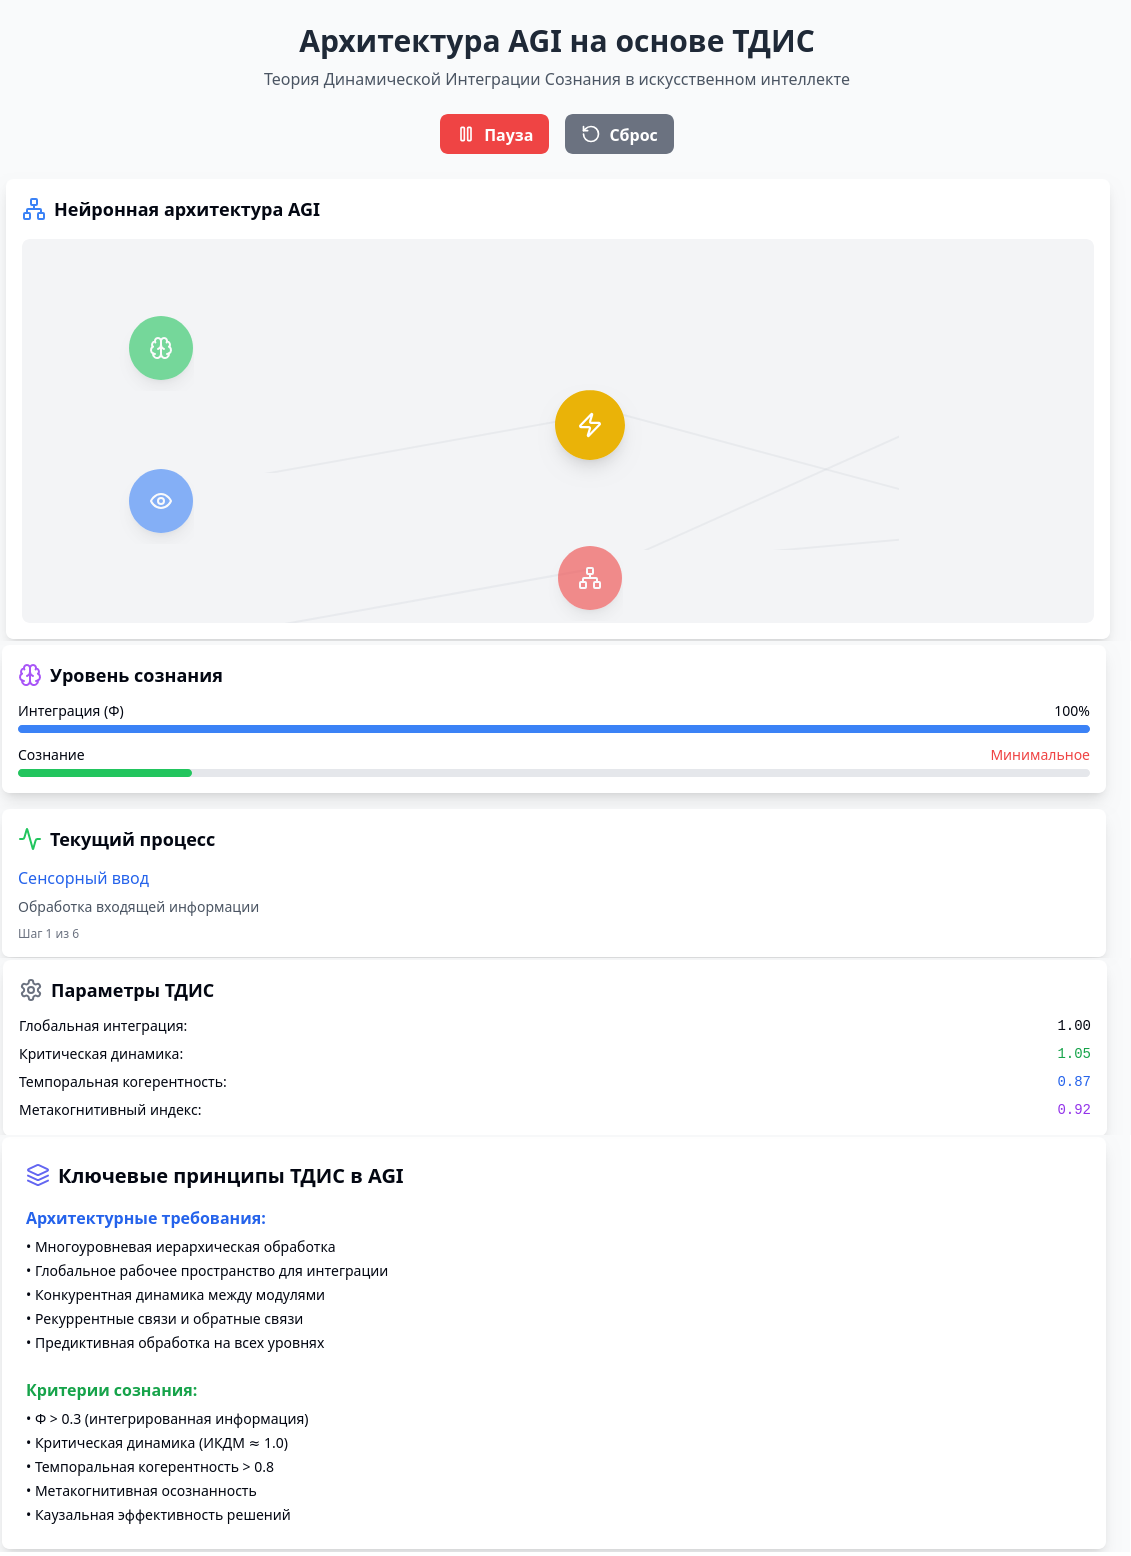 Архитектура AGI на основе ТДИС
Теория Динамической Интеграции Сознания в искусственном интеллекте
Пауза
Сброс
Нейронная архитектура AGI
Уровень сознания
Интеграция (Φ) 100%
Сознание Минимальное
Текущий процесс
Сенсорный ввод
Обработка входящей информации
Шаг 1 из 6
Параметры ТДИС
Глобальная интеграция: 1.00
Критическая динамика: 1.05
Темпоральная когерентность: 0.87
Метакогнитивный индекс: 0.92
Ключевые принципы ТДИС в AGI
Архитектурные требования:
• Многоуровневая иерархическая обработка
• Глобальное рабочее пространство для интеграции
• Конкурентная динамика между модулями
• Рекуррентные связи и обратные связи
• Предиктивная обработка на всех уровнях
Критерии сознания:
• Φ > 0.3 (интегрированная информация)
• Критическая динамика (ИКДМ ≈ 1.0)
• Темпоральная когерентность > 0.8
• Метакогнитивная осознанность
• Каузальная эффективность решений